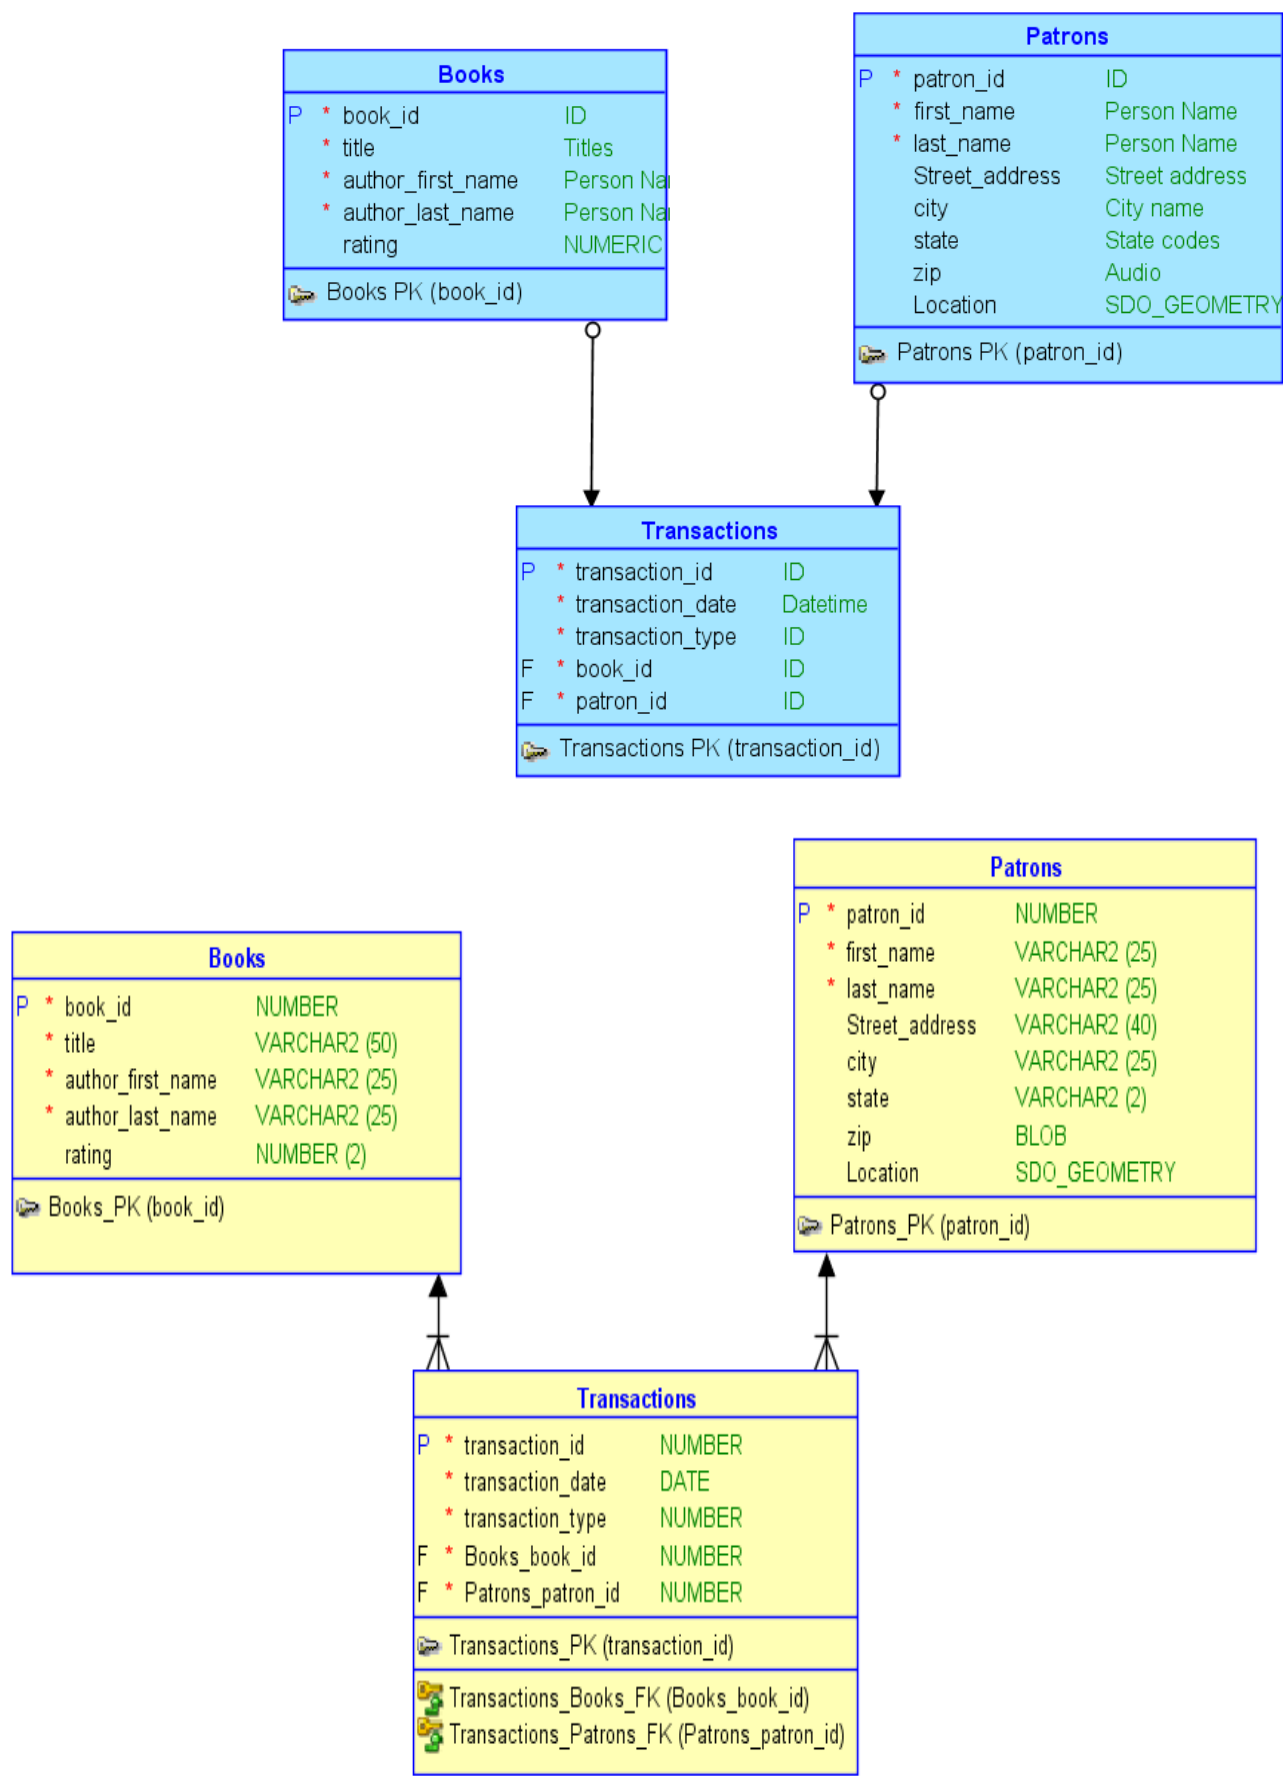 Books
P * book_id ID
* title Titles
* author_first_name Person Na
* author_last_name Person Na
rating NUMERIC
Books PK (book_id)
Patrons
P * patron_id ID
* first_name Person Name
* last_name Person Name
Street_address Street address
city City name
state State codes
zip Audio
Location SDO_GEOMETRY
Patrons PK (patron_id)
Transactions
P * transaction_id ID
* transaction_date Datetime
* transaction_type ID
F * book_id ID
F * patron_id ID
Transactions PK (transaction_id)
Books
P * book_id NUMBER
* title VARCHAR2 (50)
* author_first_name VARCHAR2 (25)
* author_last_name VARCHAR2 (25)
rating NUMBER (2)
Books_PK (book_id)
Patrons
P * patron_id NUMBER
* first_name VARCHAR2 (25)
* last_name VARCHAR2 (25)
Street_address VARCHAR2 (40)
city VARCHAR2 (25)
state VARCHAR2 (2)
zip BLOB
Location SDO_GEOMETRY
Patrons_PK (patron_id)
Transactions
P * transaction_id NUMBER
* transaction_date DATE
* transaction_type NUMBER
F * Books_book_id NUMBER
F * Patrons_patron_id NUMBER
Transactions_PK (transaction_id)
Transactions_Books_FK (Books_book_id)
Transactions_Patrons_FK (Patrons_patron_id)